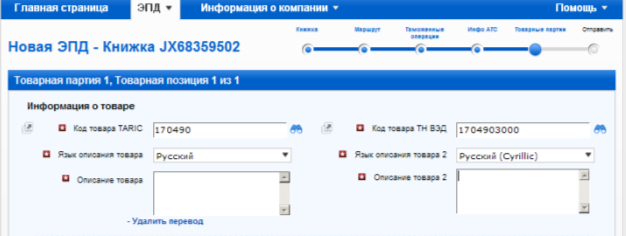 Главная страница ЭПД Информация о компании Помощь
Книжка Маршрут Таможенные операции Инфо АТС Товарные партии Отправить
Новая ЭПД - Книжка JX68359502
Товарная партия 1, Товарная позиция 1 из 1
Информация о товаре
Код товара TARIC 170490 Код товара ТН ВЭД 1704903000
Язык описания товара Русский Язык описания товара 2 Русский (Cyrillic)
Описание товара Описание товара 2
- Удалить перевод